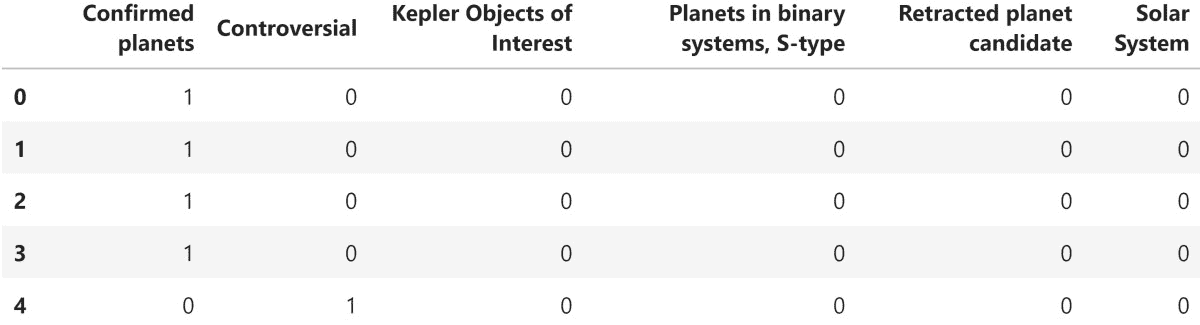 Confirmed planets Controversial Kepler Objects of Interest Planets in binary systems, S-type Retracted planet candidate Solar System
0 1 0 0 0 0 0
1 1 0 0 0 0 0
2 1 0 0 0 0 0
3 1 0 0 0 0 0
4 0 1 0 0 0 0